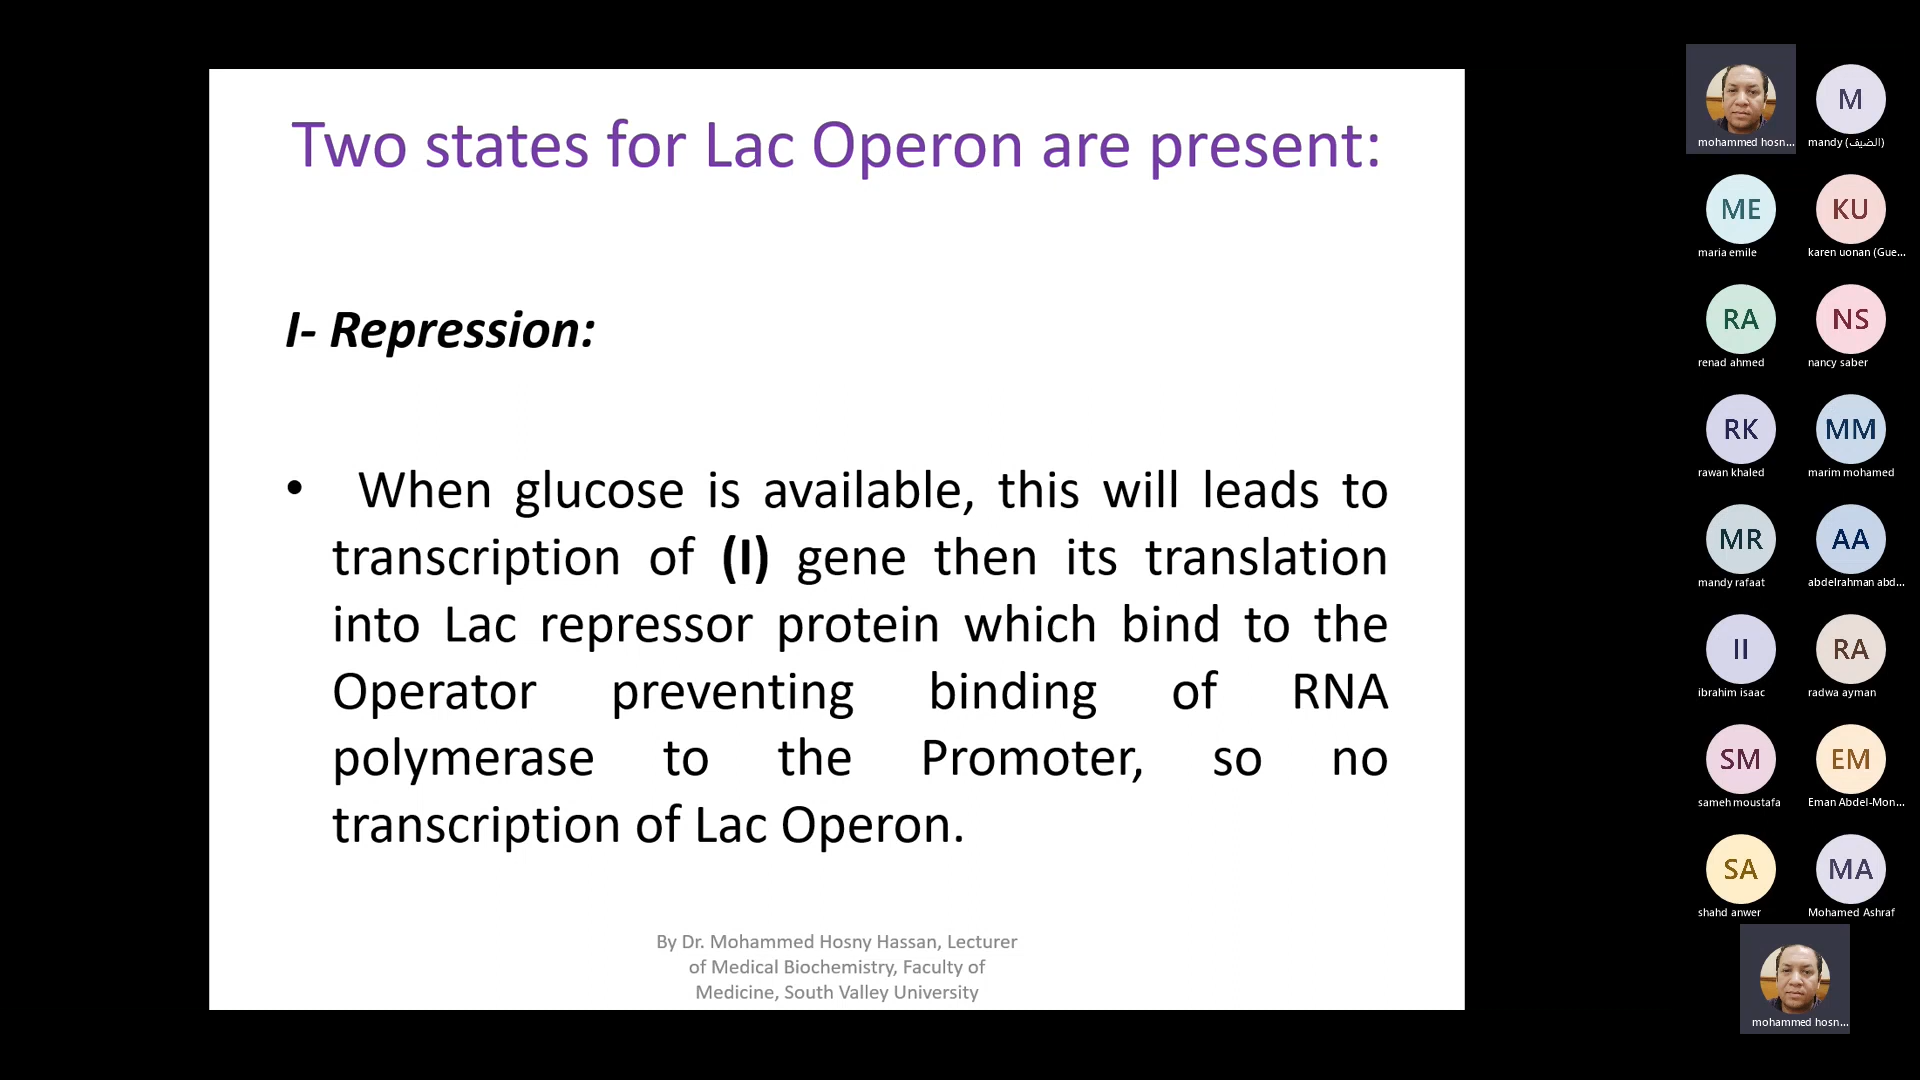 Two states for Lac Operon are present:
I- Repression:
• When glucose is available, this will leads to
transcription of (I) gene then its translation
into Lac repressor protein which bind to the
Operator preventing binding of RNA
polymerase to the Promoter, so no
transcription of Lac Operon.
By Dr. Mohammed Hosny Hassan, Lecturer
of Medical Biochemistry, Faculty of
Medicine, South Valley University
M
mohammed hosn...
mandy (الضيف)
ME
KU
maria emile
karen uonan (Gue...
RA
NS
renad ahmed
nancy saber
RK
MM
rawan khaled
marim mohamed
MR
AA
mandy rafaat
abdelrahman abd...
II
RA
ibrahim isaac
radwa ayman
SM
EM
sameh moustafa
Eman Abdel-Mon...
SA
MA
shahd anwer
Mohamed Ashraf
mohammed hosn...